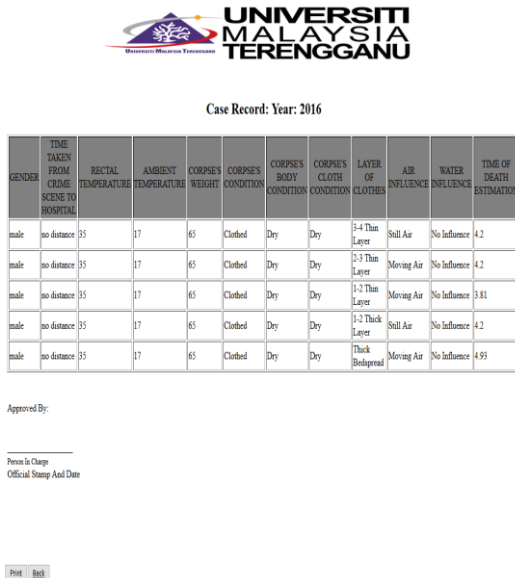 UNIVERSITI
MALAYSIA
TERENGGANU
UNIVERSITI MALAYSIA TERENGGANU
Case Record: Year: 2016
GENDER TIME TAKEN FROM CRIME SCENE TO HOSPITAL RECTAL TEMPERATURE AMBIENT TEMPERATURE CORPSE'S WEIGHT CORPSE'S CONDITION CORPSE'S BODY CONDITION CORPSE'S CLOTH CONDITION LAYER OF CLOTHES AIR INFLUENCE WATER INFLUENCE TIME OF DEATH ESTIMATION
male no distance 35 17 65 Clothed Dry Dry 3-4 Thin Layer Still Air No Influence 4.2
male no distance 35 17 65 Clothed Dry Dry 2-3 Thin Layer Moving Air No Influence 4.2
male no distance 35 17 65 Clothed Dry Dry 1-2 Thin Layer Moving Air No Influence 3.81
male no distance 35 17 65 Clothed Dry Dry 1-2 Thick Layer Still Air No Influence 4.2
male no distance 35 17 65 Clothed Dry Dry Thick Bedspread Moving Air No Influence 4.93
Approved By:
Person In Charge
Official Stamp And Date
Print Back